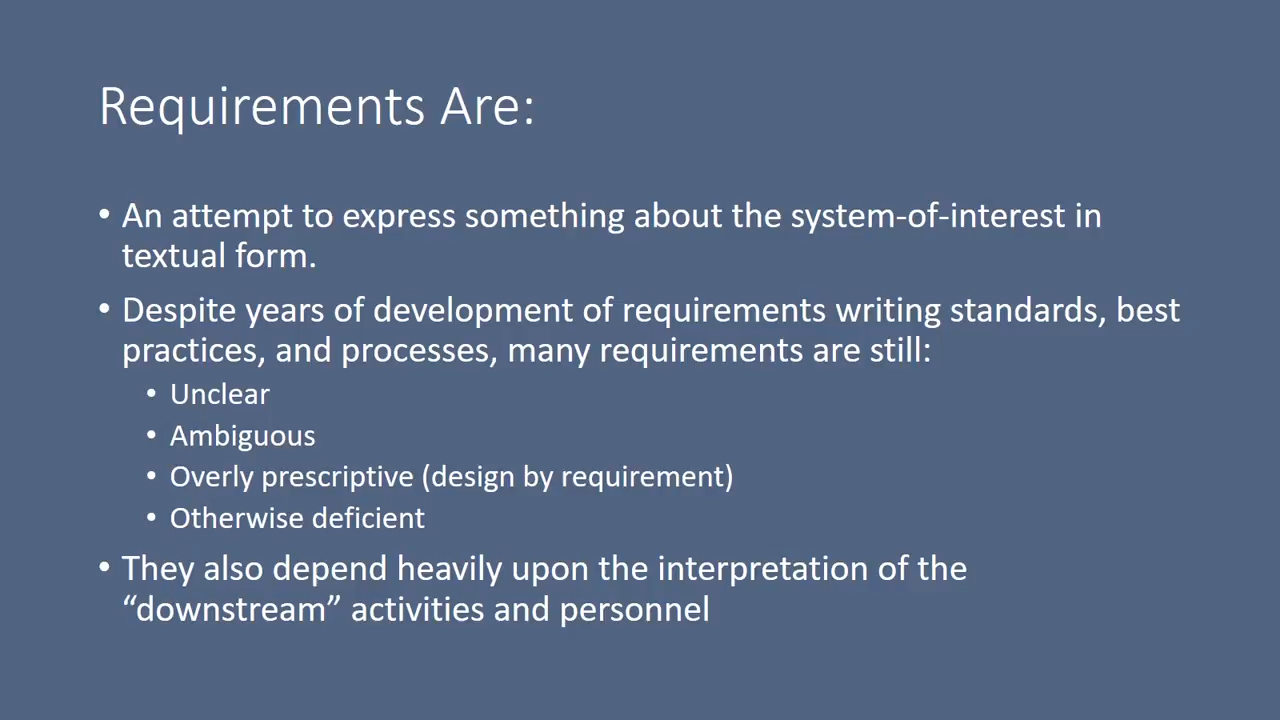 Requirements Are:
• An attempt to express something about the system-of-interest in
textual form.
• Despite years of development of requirements writing standards, best
practices, and processes, many requirements are still:
• Unclear
• Ambiguous
• Overly prescriptive (design by requirement)
• Otherwise deficient
• They also depend heavily upon the interpretation of the
“downstream” activities and personnel